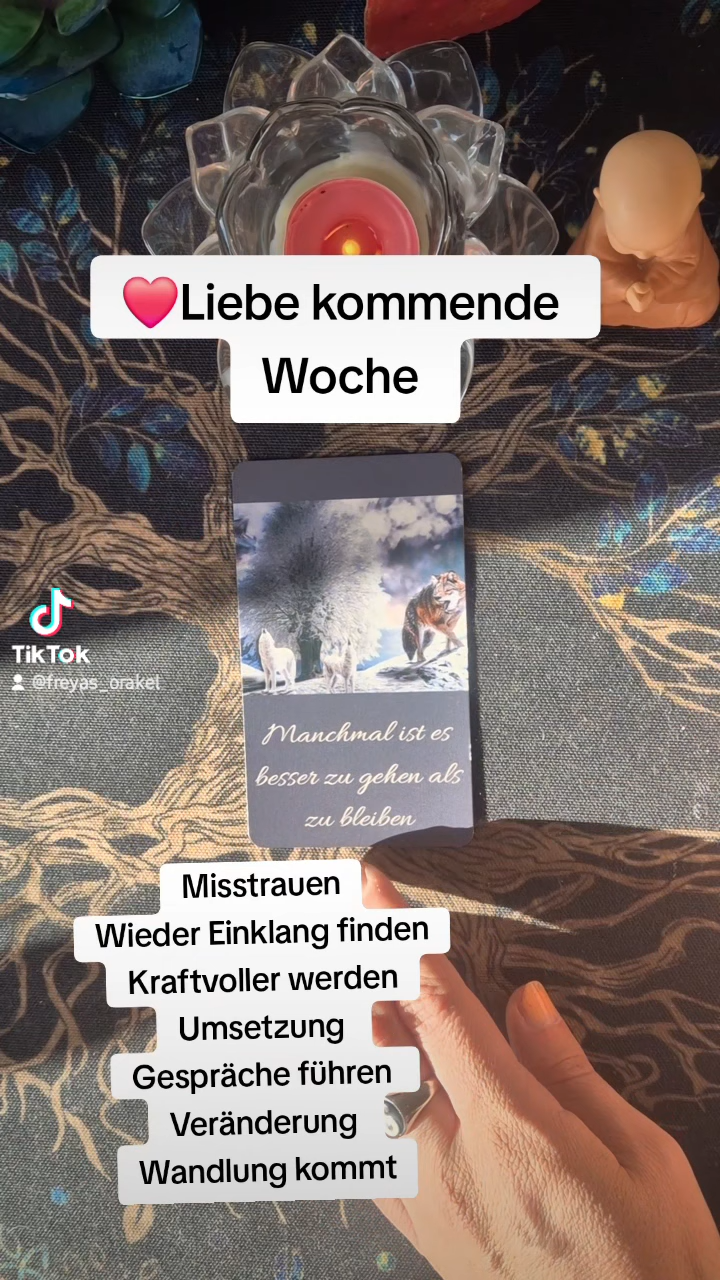 ❤️Liebe kommende
Woche
TikTok
@freyas_orakel
Manchmal ist es
besser zu gehen als
zu bleiben
Misstrauen
Wieder Einklang finden
Kraftvoller werden
Umsetzung
Gespräche führen
Veränderung
Wandlung kommt